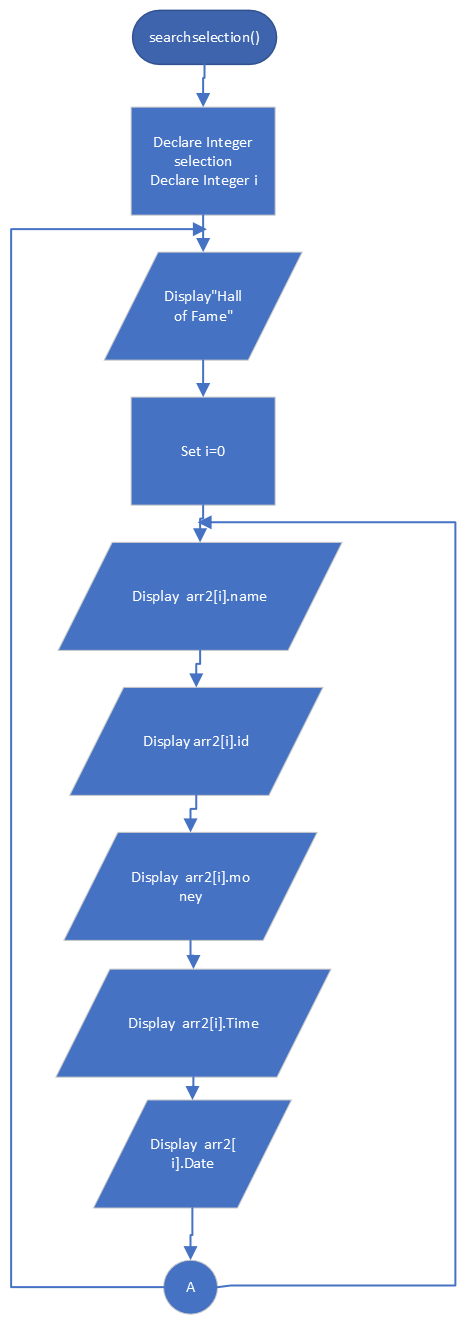 searchselection()
Declare Integer
selection
Declare Integer i
Display"Hall
of Fame"
Set i=0
Display arr2[i].name
Display arr2[i].id
Display arr2[i].mo
ney
Display arr2[i].Time
Display arr2[
i].Date
A